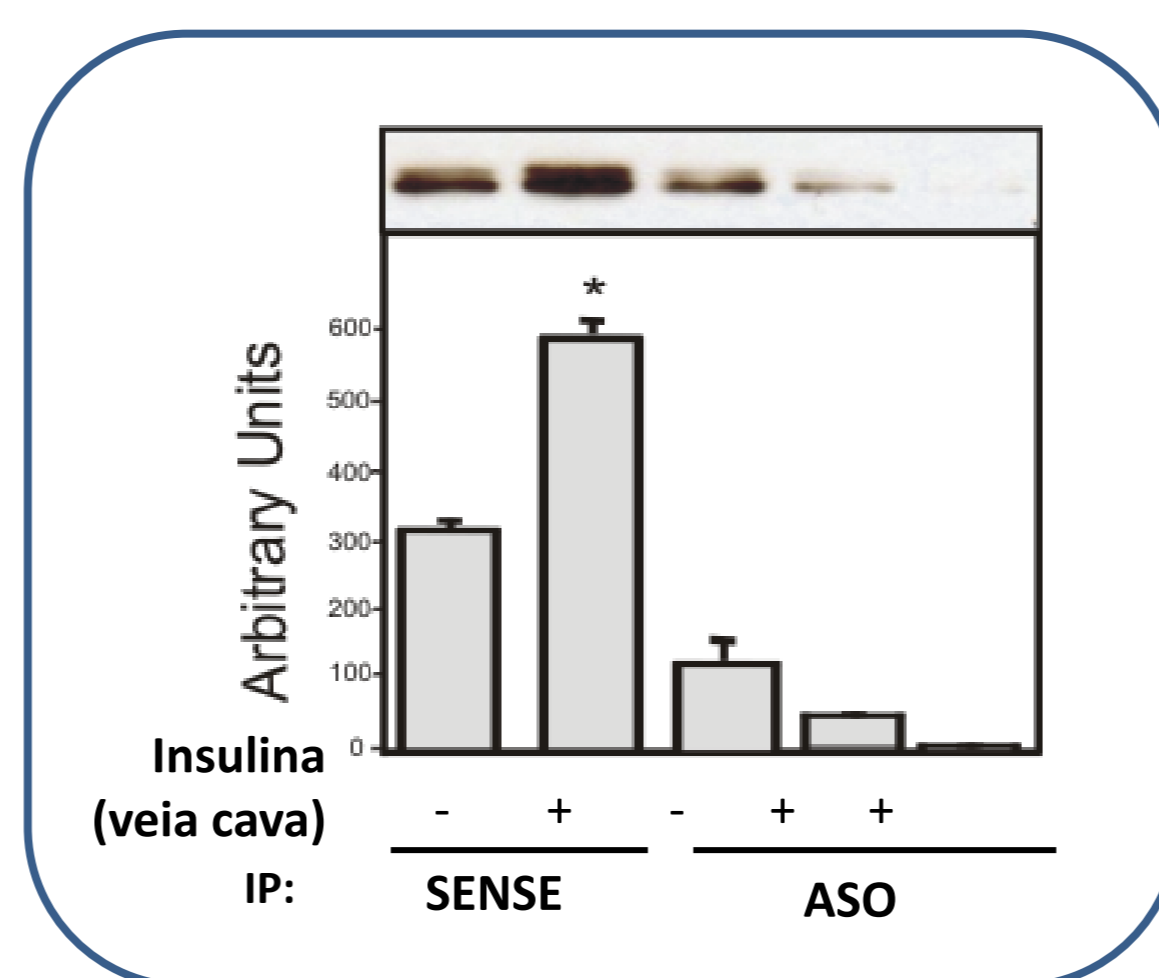 *
Arbitrary Units
600
500
400
300
200
100
0
Insulina
(veia cava)
- + - + +
IP:
SENSE
ASO